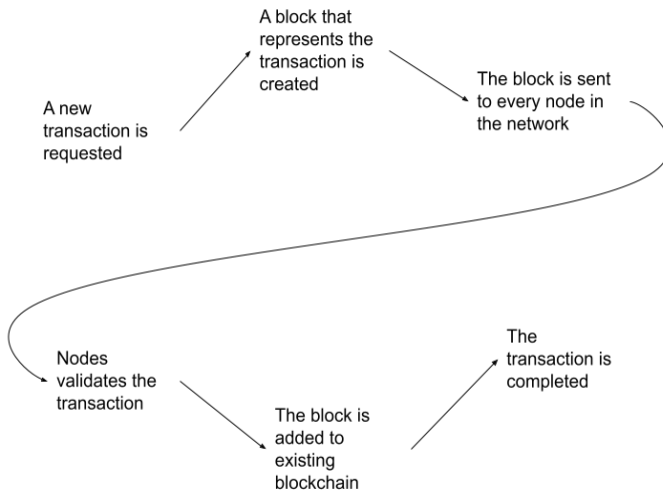 A new
transaction is
requested
A block that
represents the
transaction is
created
The block is sent
to every node in
the network
Nodes
validates the
transaction
The block is
added to
existing
blockchain
The
transaction is
completed